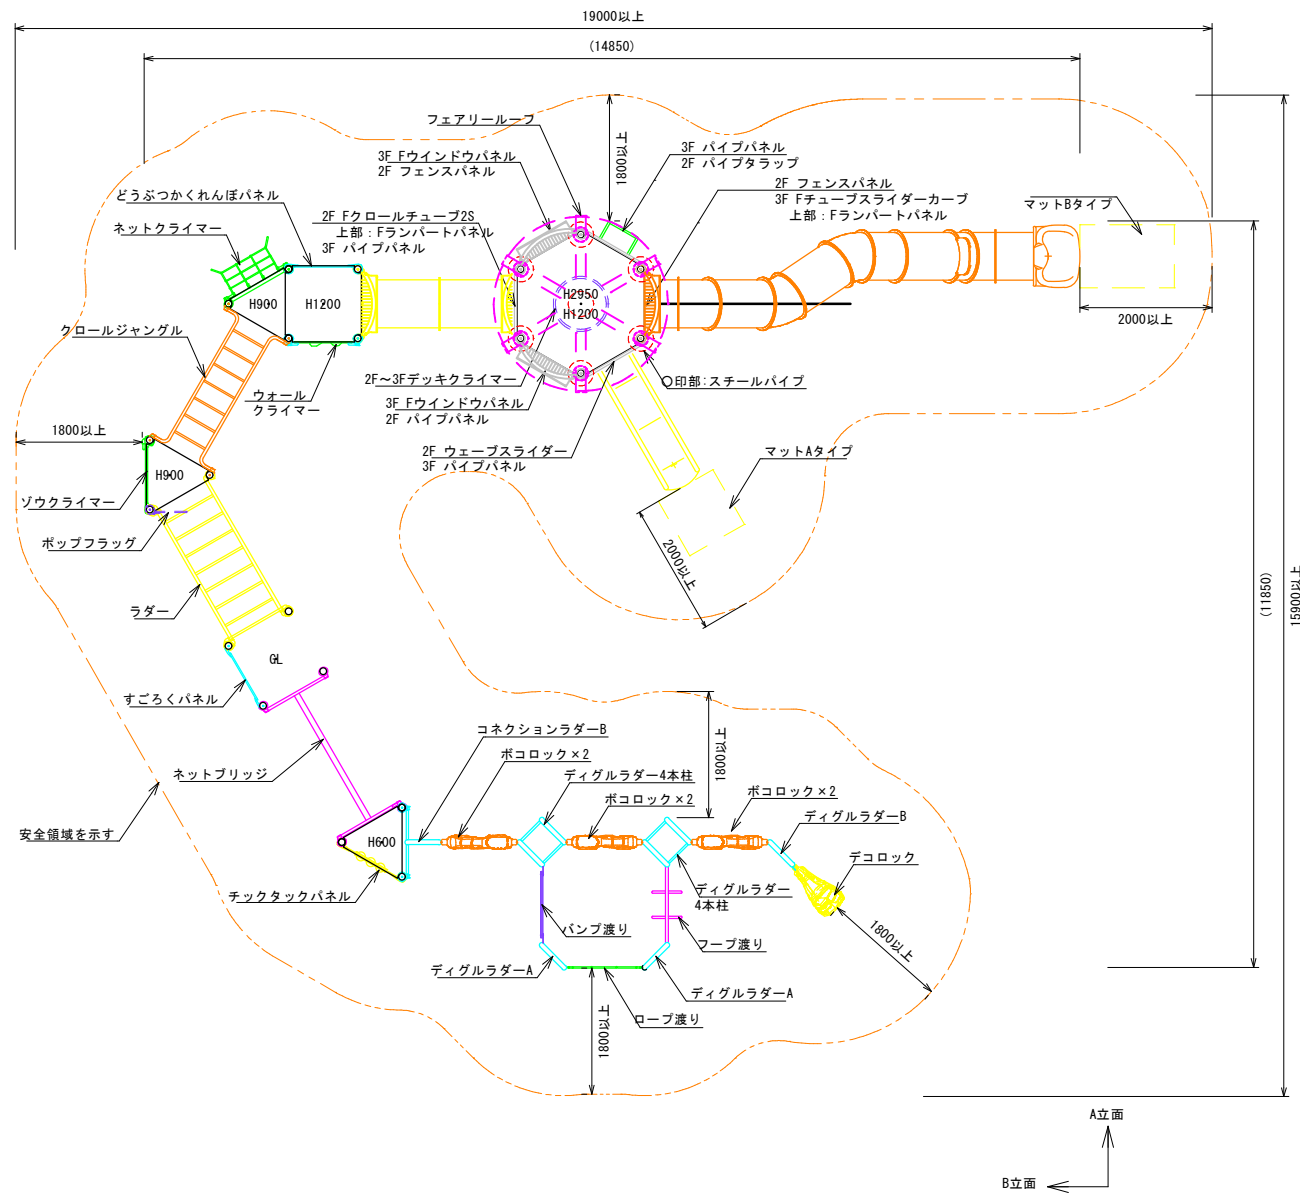 19000以上
(14850)
フェアリールーフ
3F Fウインドウパネル
2F フェンスパネル
1800以上
3F パイプパネル
2F パイプタラップ
2F フェンスパネル
3F Fチューブスライダーカーブ
上部：Fランパートパネル
マットBタイプ
どうぶつかくれんぼパネル
ネットクライマー
2F Fクロールチューブ2S
上部：Fランパートパネル
3F パイプパネル
H900
H1200
H2950
H1200
クロールジャングル
2000以上
ウォール
クライマー
2F～3Fデッキクライマー
○印部:スチールパイプ
3F Fウインドウパネル
2F パイプパネル
1800以上
2F ウェーブスライダー
3F パイプパネル
マットAタイプ
H900
ゾウクライマー
ポップフラッグ
2000以上
ラダー
(11850)
15900以上
GL
すごろくパネル
コネクションラダーB
ボコロック×2
ディグルラダー4本柱
1800以上
ネットブリッジ
ボコロック×2
ボコロック×2
ディグルラダーB
安全領域を示す
H600
デコロック
チックタックパネル
ディグルラダー
4本柱
バンプ渡り
フープ渡り
1800以上
ディグルラダーA
ディグルラダーA
ロープ渡り
1800以上
A立面
B立面